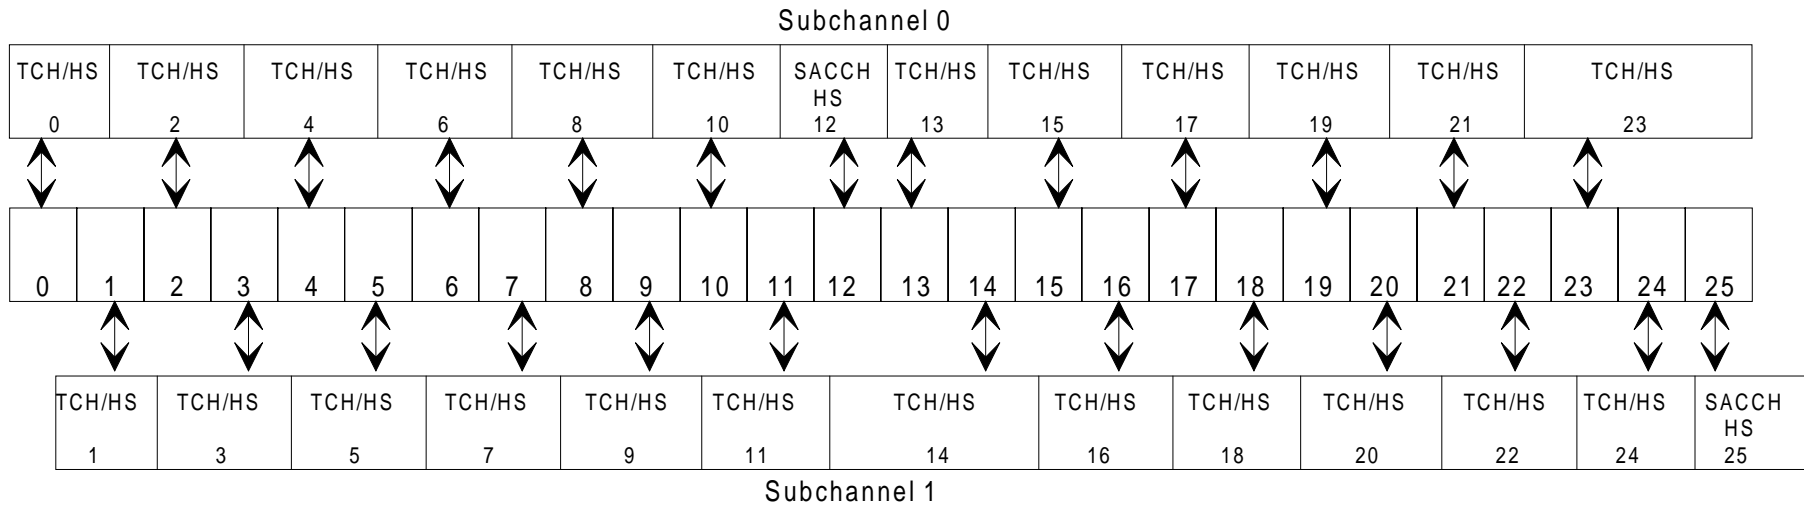 Subchannel 0
TCH/HS TCH/HS TCH/HS TCH/HS TCH/HS TCH/HS SACCH TCH/HS TCH/HS TCH/HS TCH/HS TCH/HS TCH/HS
HS
0 2 4 6 8 10 12 13 15 17 19 21 23
0 1 2 3 4 5 6 7 8 9 10 11 12 13 14 15 16 17 18 19 20 21 22 23 24 25
TCH/HS TCH/HS TCH/HS TCH/HS TCH/HS TCH/HS TCH/HS TCH/HS TCH/HS TCH/HS TCH/HS TCH/HS SACCH
HS
1 3 5 7 9 11 14 16 18 20 22 24 25
Subchannel 1